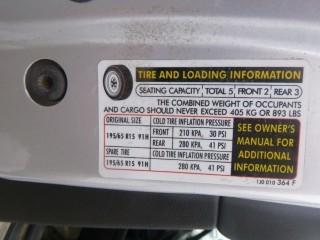 TIRE AND LOADING INFORMATION
SEATING CAPACITY TOTAL 5 FRONT 2 REAR 3
THE COMBINED WEIGHT OF OCCUPANTS
AND CARGO SHOULD NEVER EXCEED 405 KG OR 893 LBS
ORIGINAL SIZE COLD TIRE INFLATION PRESSURE
195/65 R15 91H
FRONT 210 KPA, 30 PSI
REAR 280 KPA, 41 PSI
SPARE TIRE COLD TIRE INFLATION PRESSURE
195/65 R15 91H 280 KPA, 41 PSI
SEE OWNER'S
MANUAL FOR
ADDITIONAL
INFORMATION
1J0 010 364 F